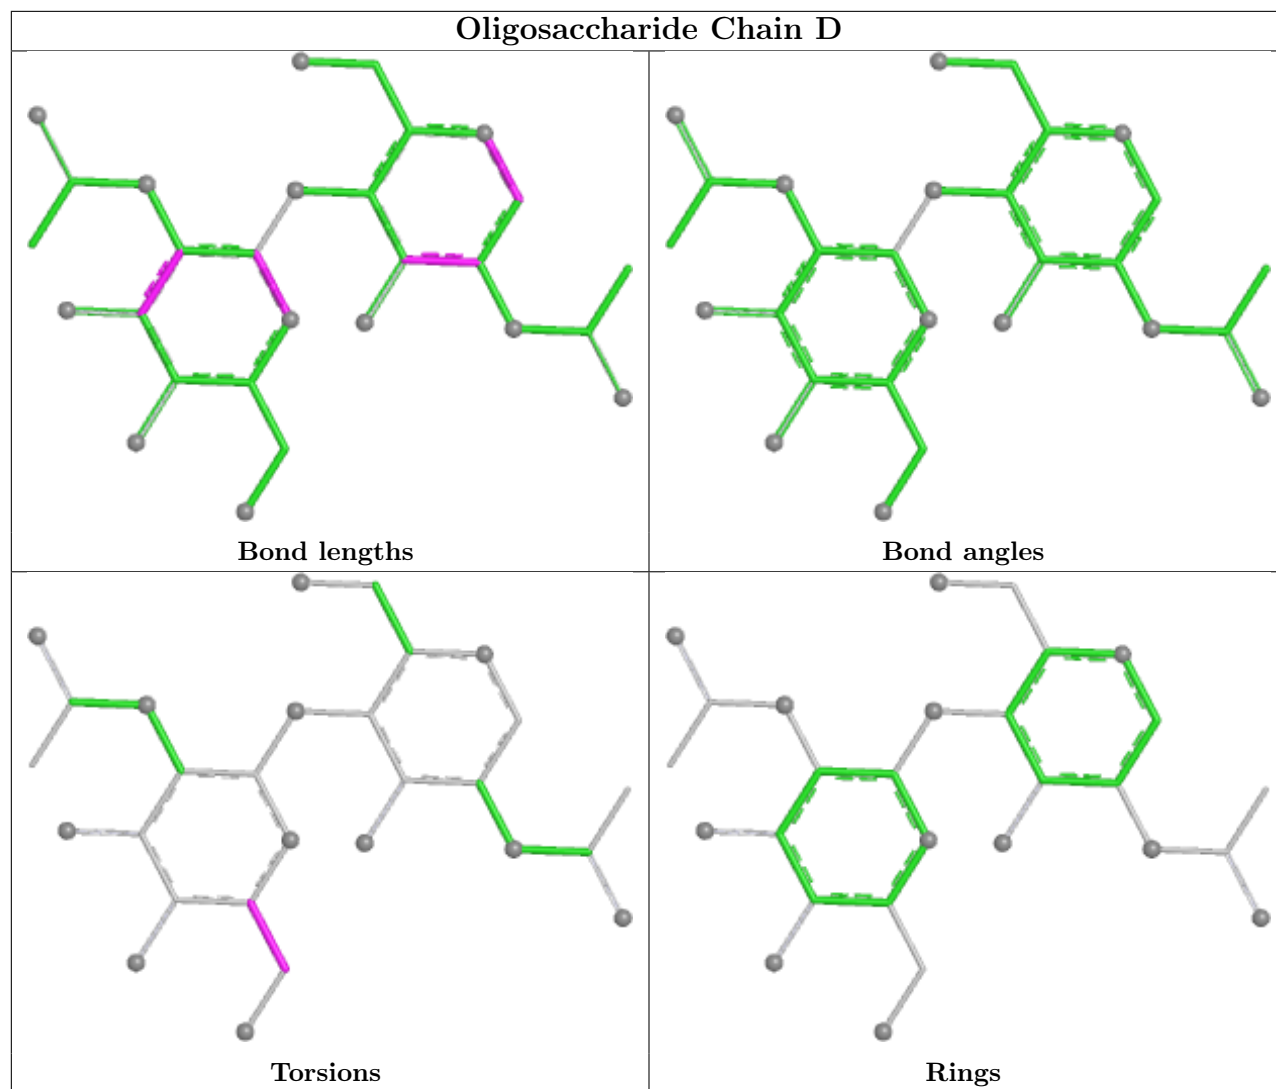 Oligosaccharide Chain D
Bond lengths
Bond angles
Torsions
Rings